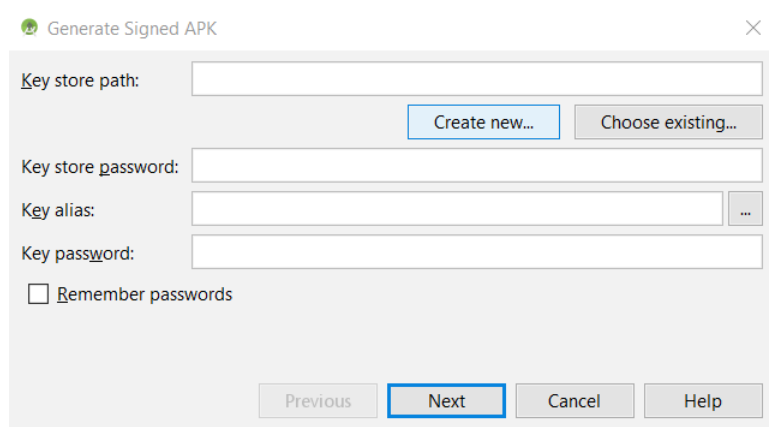 Generate Signed APK
Key store path:
Create new... Choose existing...
Key store password:
Key alias:
...
Key password:
Remember passwords
Previous Next Cancel Help